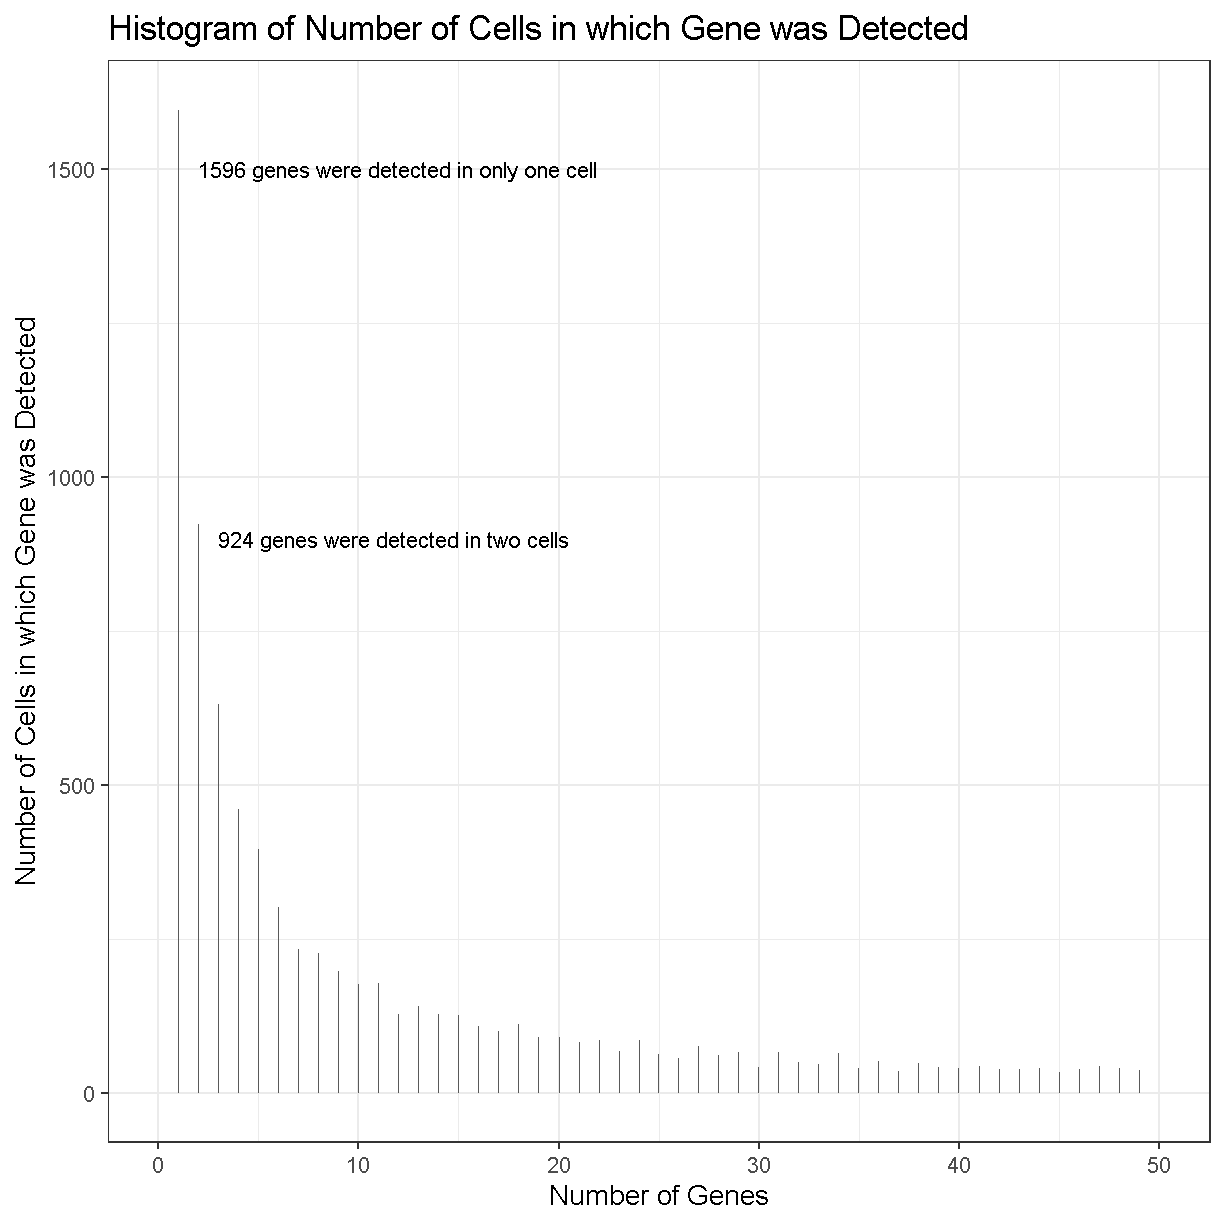 Histogram of Number of Cells in which Gene was Detected
Number of Cells in which Gene was Detected
1500
1000
500
0
1596 genes were detected in only one cell
924 genes were detected in two cells
0 10 20 30 40 50
Number of Genes